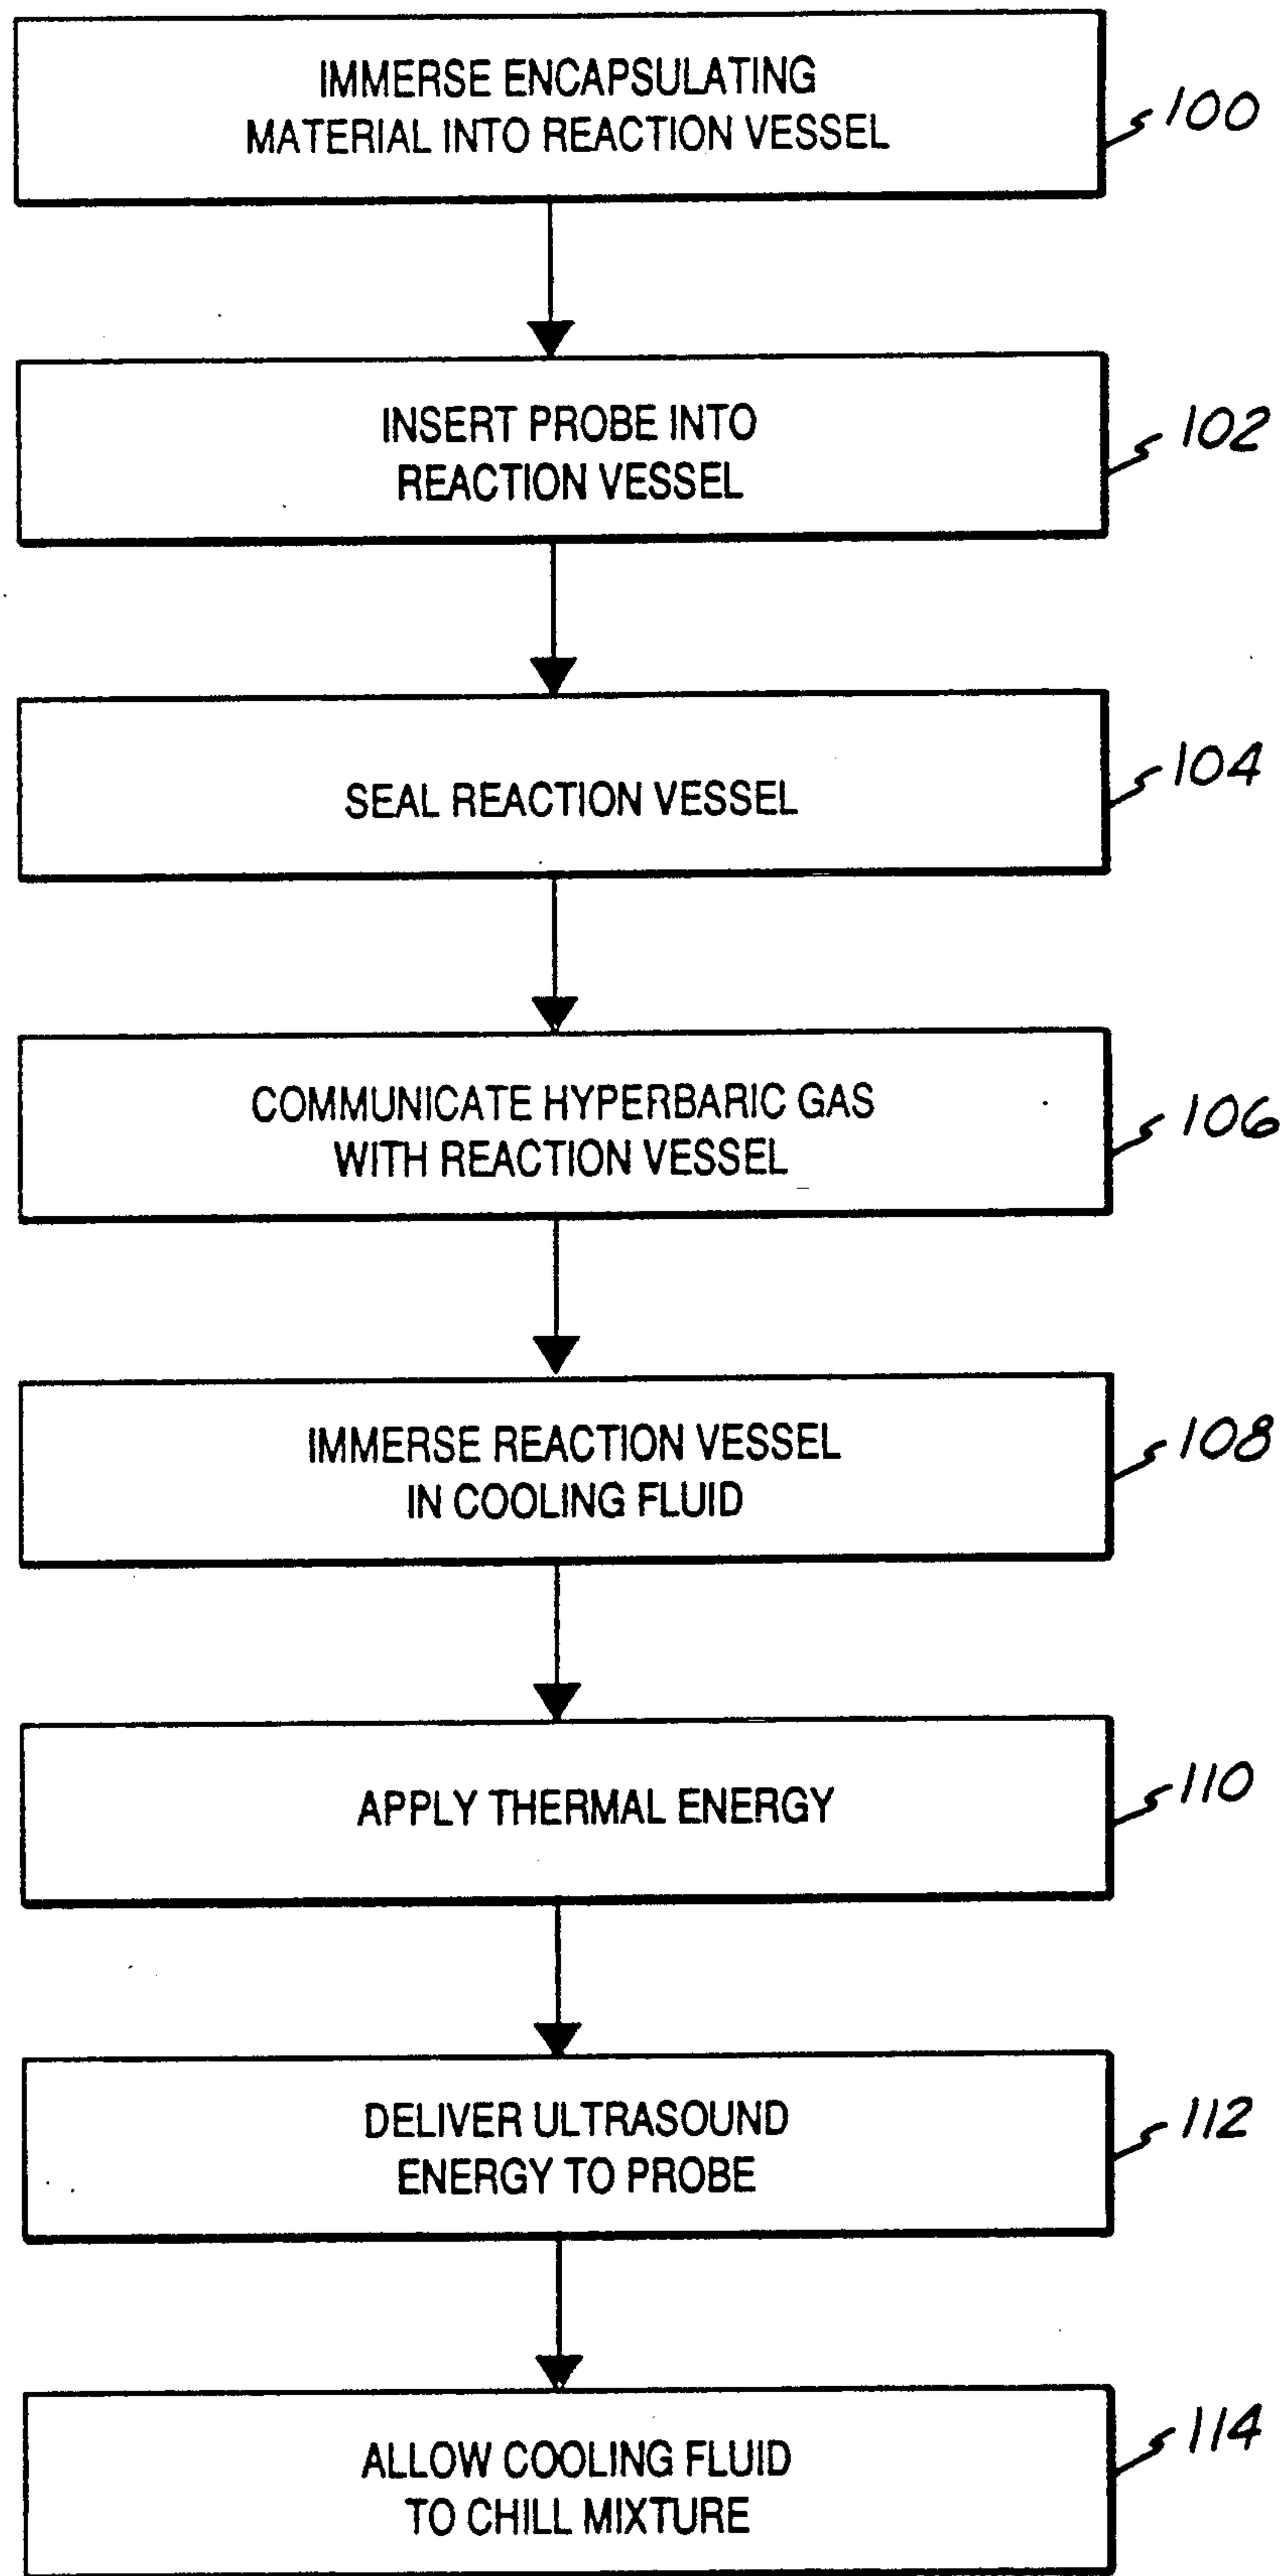 IMMERSE ENCAPSULATING
MATERIAL INTO REACTION VESSEL
100
INSERT PROBE INTO
REACTION VESSEL
102
SEAL REACTION VESSEL
104
COMMUNICATE HYPERBARIC GAS
WITH REACTION VESSEL
106
IMMERSE REACTION VESSEL
IN COOLING FLUID
108
APPLY THERMAL ENERGY
110
DELIVER ULTRASOUND
ENERGY TO PROBE
112
ALLOW COOLING FLUID
TO CHILL MIXTURE
114